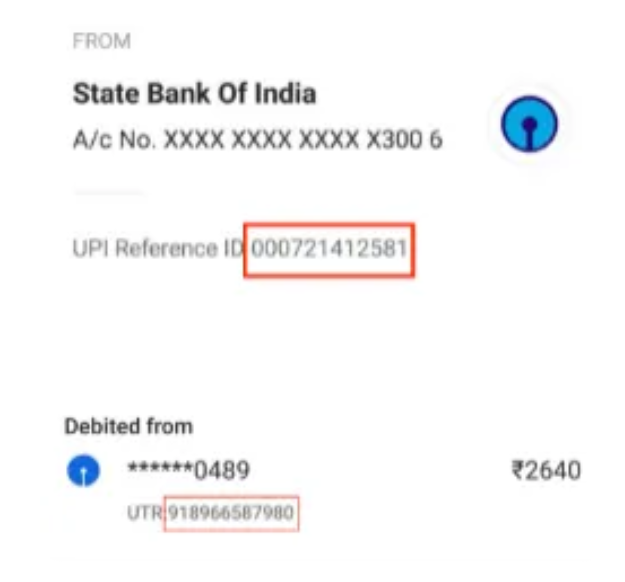 FROM
State Bank Of India
A/c No. XXXX XXXX XXXX X300 6
UPI Reference ID 000721412581
Debited from
******0489 ₹2640
UTR:918966587980